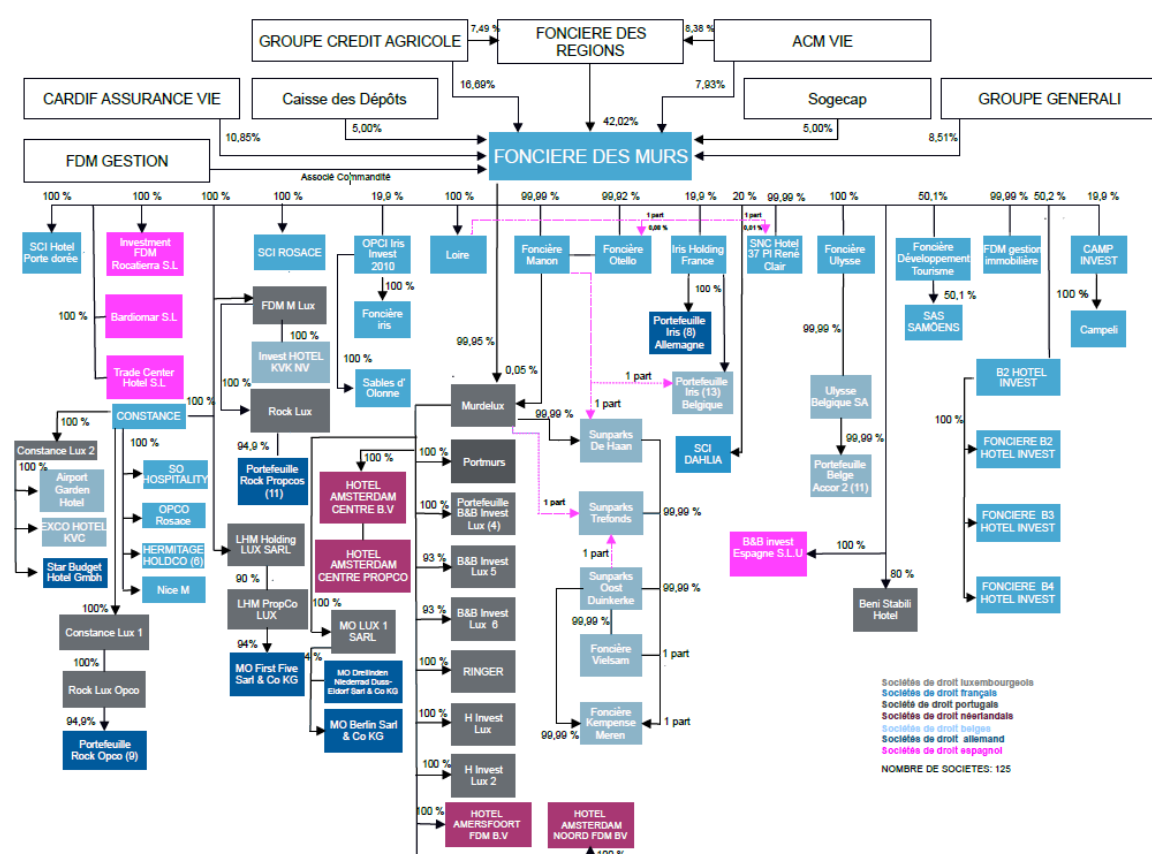 7,49 %
8,38 %
GROUPE CREDIT AGRICOLE
FONCIERE DES
REGIONS
ACM VIE
16,69%
7,93%
CARDIF ASSURANCE VIE
Caisse des Dépôts
Sogecap
GROUPE GENERALI
10,85%
5,00%
42,02%
5,00%
8,51%
FDM GESTION
FONCIERE DES MURS
Associé Commandité
100 %
100 %
100 %
100 %
19,9%
100 %
99,99%
99,92%
19,9%
20 %
99,99%
100%
50,1%
99,99 %
50,2 %
19,9%
1 part
0,08 %
1 part
0,01 %
SCI Hotel
Porte dorée
Investment
FDM
Rocatierra S.L
SCI ROSACE
OPCI Iris
Invest
2010
Loire
Foncière
Manon
Foncière
Otello
Iris Holding
France
SNC Hotel
37 Pl René
Clair
Foncière
Ulysse
Foncière
Développement
Tourisme
FDM gestion
immobilière
CAMP
INVEST
100 %
Bardiomar S.L
Trade Center
Hotel S.L
FDM M Lux
100 %
Invest HOTEL
KVK NV
100 %
Rock Lux
94,9 %
Portefeuille
Rock Propcos
(11)
100 %
Foncière
iris
Sables d'
Olonne
99,95 %
0,05 %
100 %
Portefeuille
Iris (8)
Allemagne
Portefeuille
Iris (13)
Belgique
1 part
1 part
SCI
DAHLIA
99,99 %
Ulysse
Belgique SA
99,99 %
Portefeuille
Belge
Accor 2 (11)
50,1 %
SAS
SAMÖENS
100 %
Campeli
B2 HOTEL
INVEST
100%
FONCIERE B2
HOTEL INVEST
FONCIERE B3
HOTEL INVEST
FONCIERE B4
HOTEL INVEST
CONSTANCE
100 %
100 %
Constance Lux 2
100%
Airport
Garden
Hotel
EXCO HOTEL
KVC
Star Budget
Hotel Gmbh
100%
SO
HOSPITALITY
OPCO
Rosace
HERMITAGE
HOLDCO (6)
Nice M
100%
Constance Lux 1
100%
Rock Lux Opco
94,9%
Portefeuille
Rock Opco (9)
LHM Holding
LUX SARL
90 %
LHM PropCo
LUX
94%
MO First Five
Sarl & Co KG
100 %
MO LUX 1
SARL
4 %
MO Dreilinden
Niederrad Duss-
Eldorf Sarl & Co KG
MO Berlin Sarl
& Co KG
100 %
HOTEL
AMSTERDAM
CENTRE B.V
HOTEL
AMSTERDAM
CENTRE PROPCO
Murdelux
100 %
Portmurs
100 %
Portefeuille
B&B Invest
Lux (4)
93 %
B&B Invest
Lux 5
93 %
B&B Invest
Lux 6
100 %
RINGER
100 %
H Invest
Lux
100 %
H Invest
Lux 2
100 %
HOTEL
AMERSFOORT
FDM B.V
HOTEL
AMSTERDAM
NOORD FDM BV
100 %
99,99 %
Sunparks
De Haan
1 part
Sunparks
Trefonds
99,99 %
1 part
Sunparks
Oost
Duinkerke
99,99%
99,99 %
Foncière
Vielsam
1 part
Foncière
Kempense
Meren
99,99 %
1 part
B&B invest
Espagne S.L.U
100 %
80 %
Beni Stabili
Hotel
Sociétés de droit luxembourgeois
Sociétés de droit français
Société de droit portugais
Sociétés de droit néerlandais
Sociétés de droit belges
Sociétés de droit allemand
Sociétés de droit espagnol
NOMBRE DE SOCIETES: 125